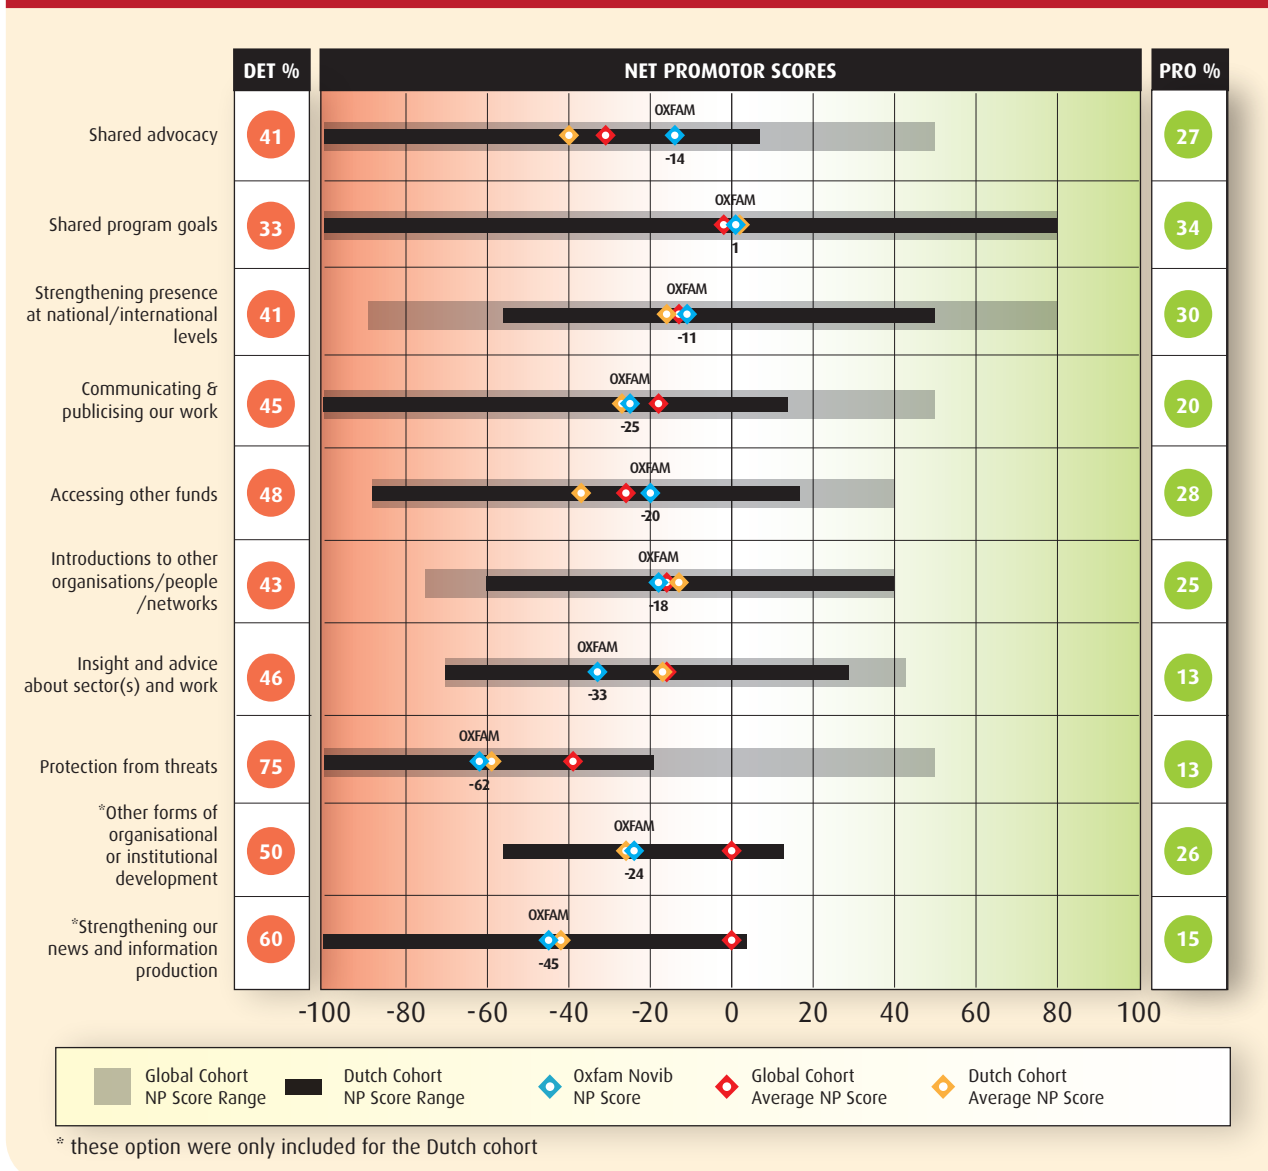 DET %
NET PROMOTOR SCORES
PRO %
Shared advocacy
41
OXFAM
-14
27
Shared program goals
33
OXFAM
1
34
Strengthening presence
at national/international
levels
41
OXFAM
-11
30
Communicating &
publicising our work
45
OXFAM
-25
20
Accessing other funds
48
OXFAM
-20
28
Introductions to other
organisations/people
/networks
43
OXFAM
-18
25
Insight and advice
about sector(s) and work
46
OXFAM
-33
13
Protection from threats
75
OXFAM
-62
13
*Other forms of
organisational
or institutional
development
50
OXFAM
-24
26
*Strengthening our
news and information
production
60
OXFAM
-45
15
-100 -80 -60 -40 -20 0 20 40 60 80 100
Global Cohort
NP Score Range
Dutch Cohort
NP Score Range
Oxfam Novib
NP Score
Global Cohort
Average NP Score
Dutch Cohort
Average NP Score
* these option were only included for the Dutch cohort